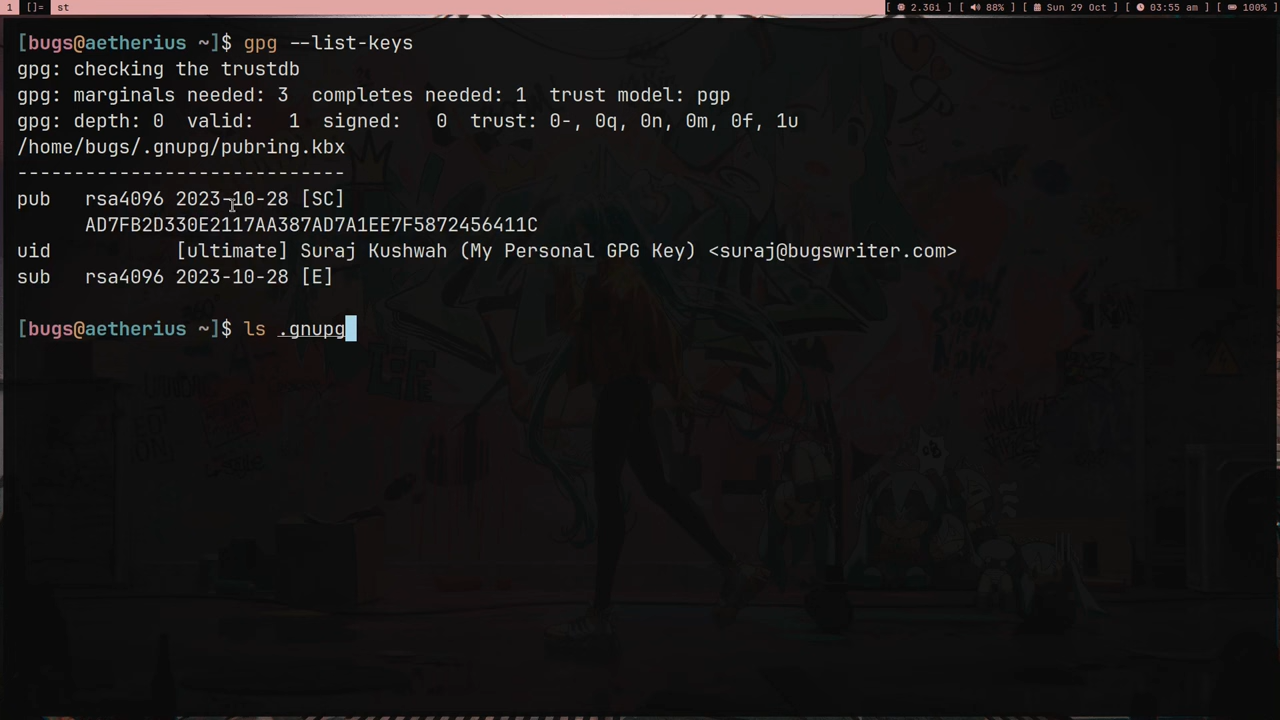 1 []= st [ 2.3Gi ] [ 88% ] [ Sun 29 Oct ] [ 03:55 am ] [ 100% ]
[bugs@aetherius ~]$ gpg --list-keys
gpg: checking the trustdb
gpg: marginals needed: 3  completes needed: 1  trust model: pgp
gpg: depth: 0  valid:   1  signed:   0  trust: 0-, 0q, 0n, 0m, 0f, 1u
/home/bugs/.gnupg/pubring.kbx
-----------------------------
pub   rsa4096 2023-10-28 [SC]
      AD7FB2D330E2117AA387AD7A1EE7F5872456411C
uid           [ultimate] Suraj Kushwah (My Personal GPG Key) <suraj@bugswriter.com>
sub   rsa4096 2023-10-28 [E]
[bugs@aetherius ~]$ ls .gnupg